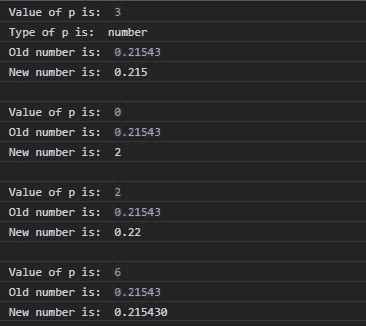 Value of p is: 3
Type of p is: number
Old number is: 0.21543
New number is: 0.215
Value of p is: 0
Old number is: 0.21543
New number is: 2
Value of p is: 2
Old number is: 0.21543
New number is: 0.22
Value of p is: 6
Old number is: 0.21543
New number is: 0.215430